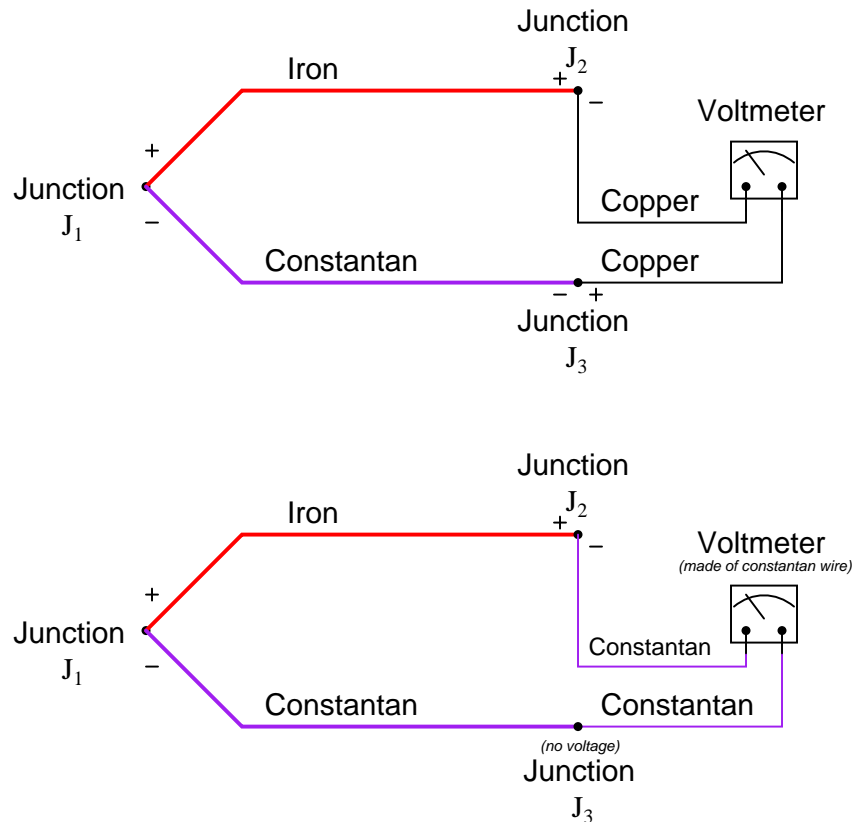 Junction
J2
Iron
+
−
Voltmeter
+
Junction
J1
−
Copper
Constantan
Copper
− +
Junction
J3
Junction
J2
Iron
+
−
Voltmeter
(made of constantan wire)
+
Junction
J1
−
Constantan
Constantan
Constantan
(no voltage)
Junction
J3